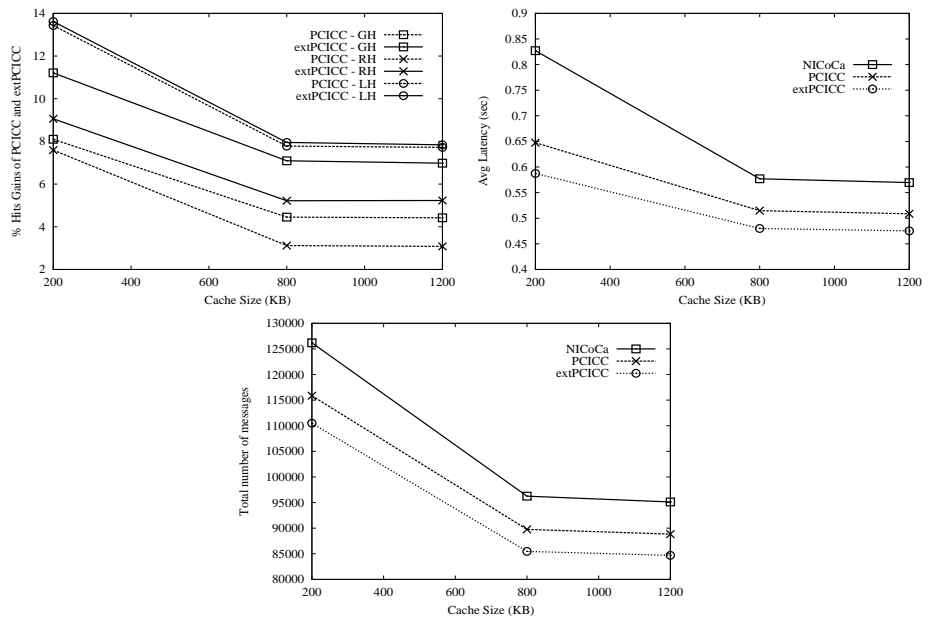 % Hits Gains of PCICC and extPCICC
14
12
10
8
6
4
2
200
400
600
800
1000
1200
Cache Size (KB)
PCICC - GH
extPCICC - GH
PCICC - RH
extPCICC - RH
PCICC - LH
extPCICC - LH
Avg Latency (sec)
0.9
0.85
0.8
0.75
0.7
0.65
0.6
0.55
0.5
0.45
0.4
200
400
600
800
1000
1200
Cache Size (KB)
NICoCa
PCICC
extPCICC
Total number of messages
130000
125000
120000
115000
110000
105000
100000
95000
90000
85000
80000
200
400
600
800
1000
1200
Cache Size (KB)
NICoCa
PCICC
extPCICC